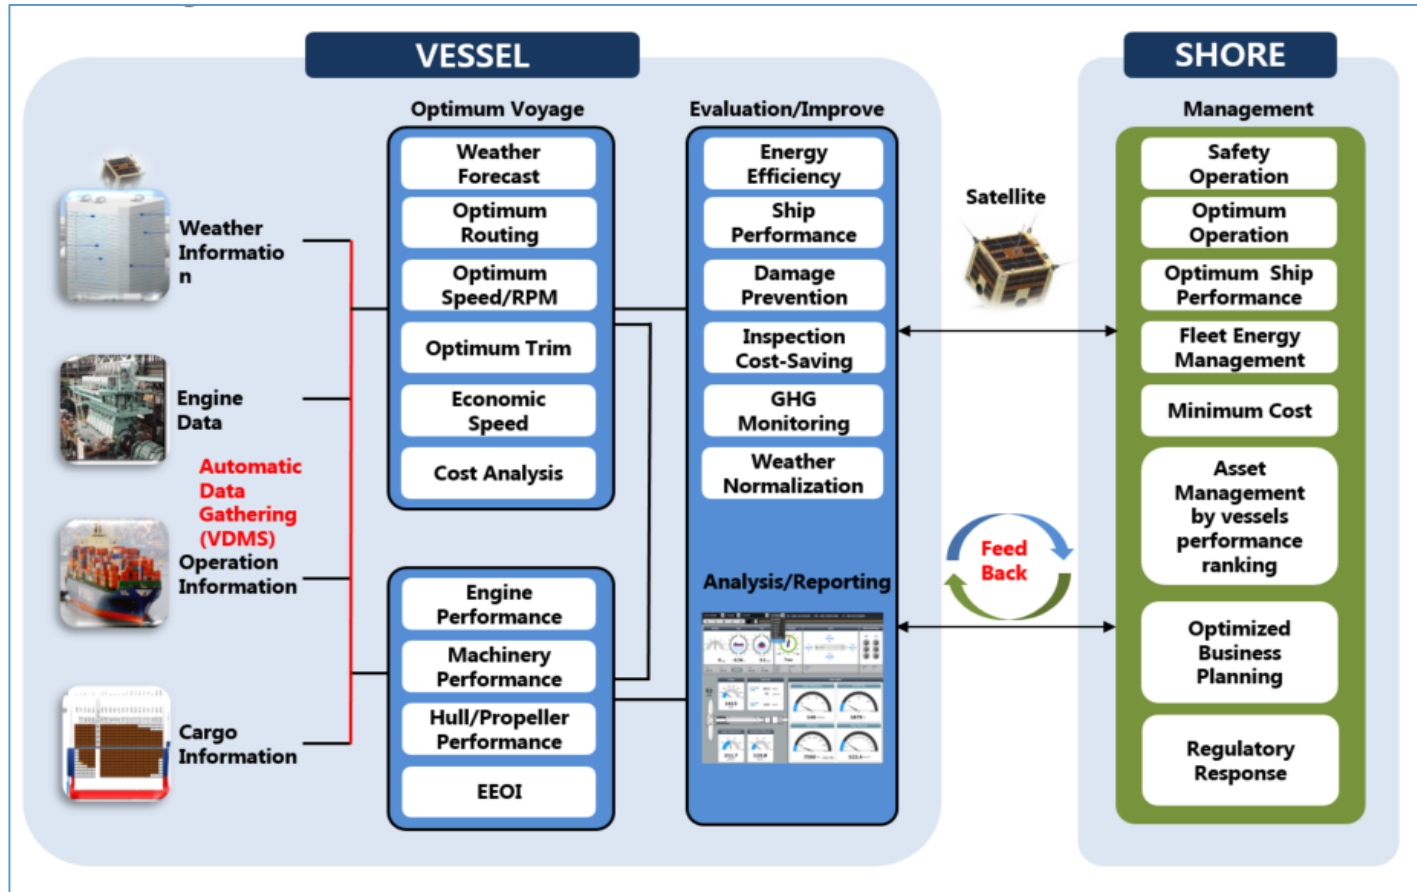 VESSEL
SHORE
Optimum Voyage
Evaluation/Improve
Management
Weather
Informatio
n
Engine
Data
Automatic
Data
Gathering
(VDMS)
Operation
Information
Cargo
Information
Weather
Forecast
Optimum
Routing
Optimum
Speed/RPM
Optimum Trim
Economic
Speed
Cost Analysis
Engine
Performance
Machinery
Performance
Hull/Propeller
Performance
EEOI
Energy
Efficiency
Ship
Performance
Damage
Prevention
Inspection
Cost-Saving
GHG
Monitoring
Weather
Normalization
Analysis/Reporting
Satellite
Feed
Back
Safety
Operation
Optimum
Operation
Optimum Ship
Performance
Fleet Energy
Management
Minimum Cost
Asset
Management
by vessels
performance
ranking
Optimized
Business
Planning
Regulatory
Response